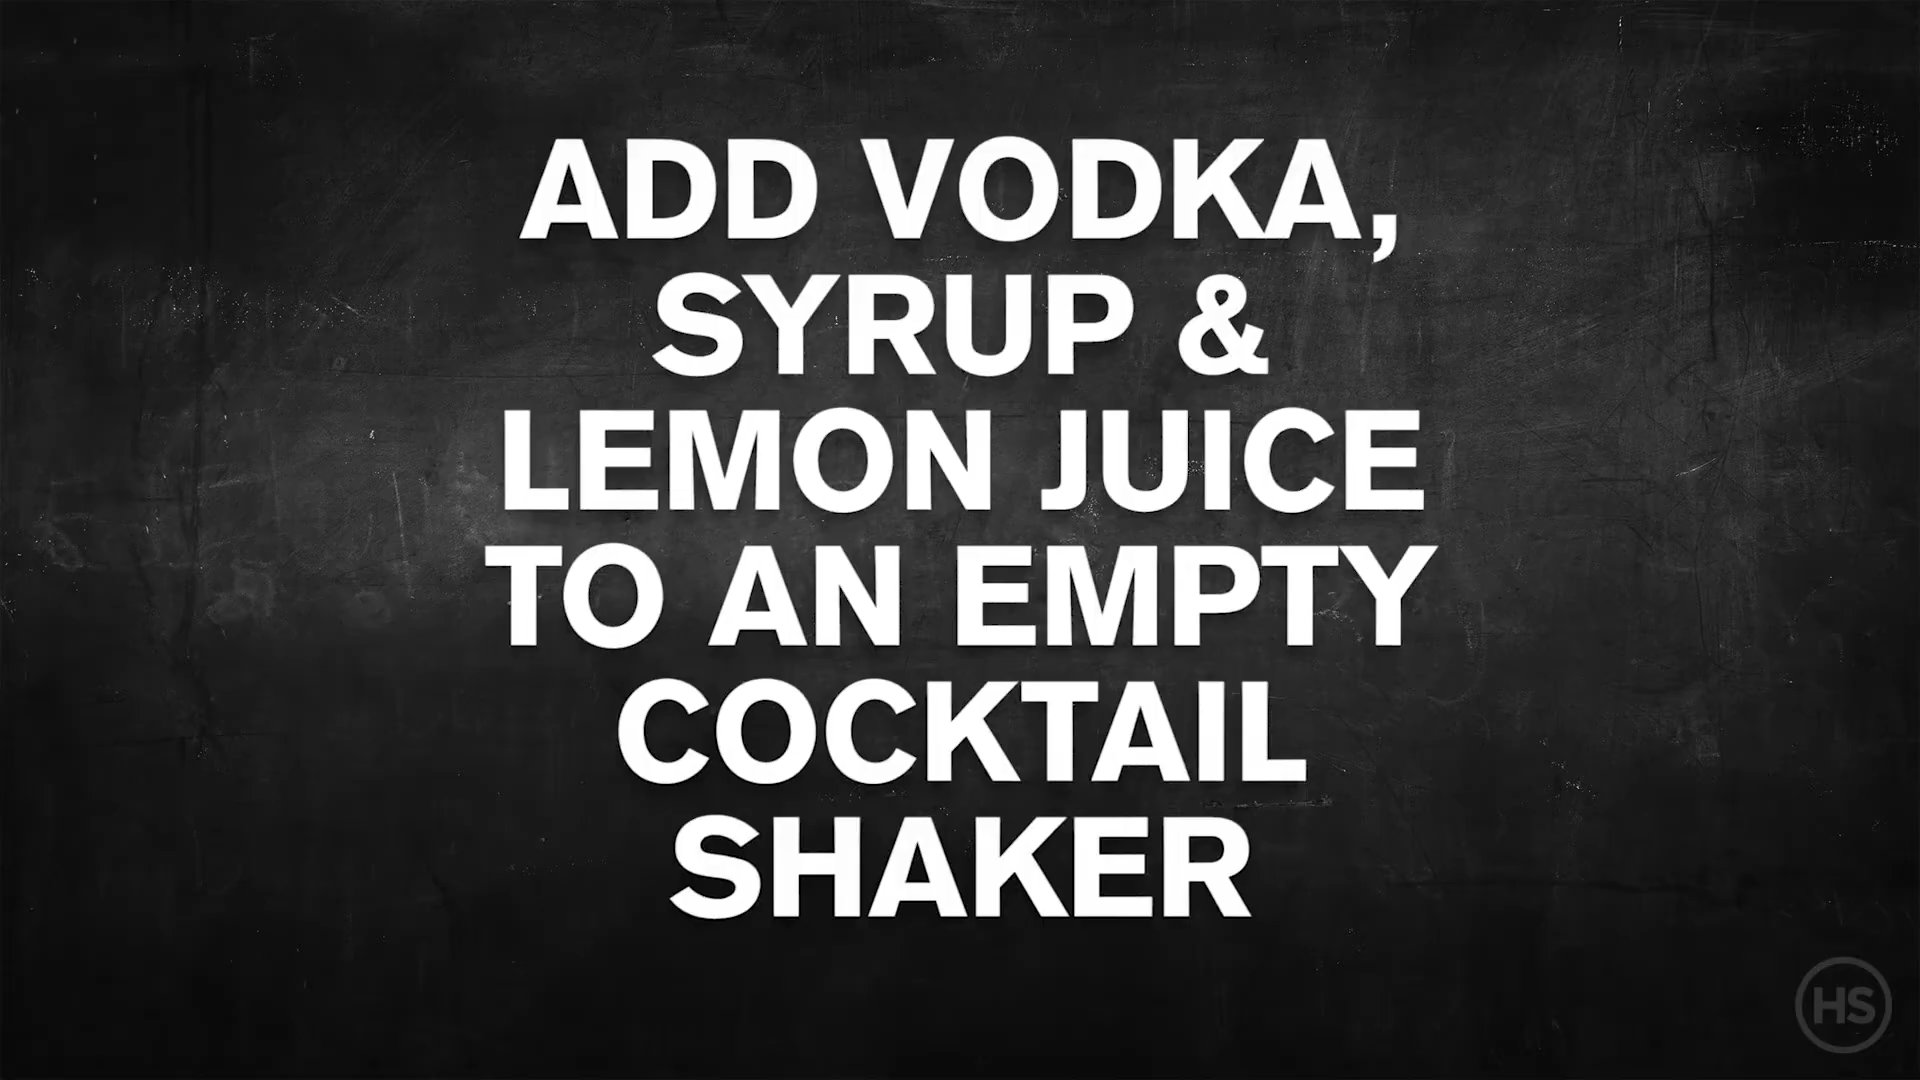 ADD VODKA,
SYRUP &
LEMON JUICE
TO AN EMPTY
COCKTAIL
SHAKER
HS